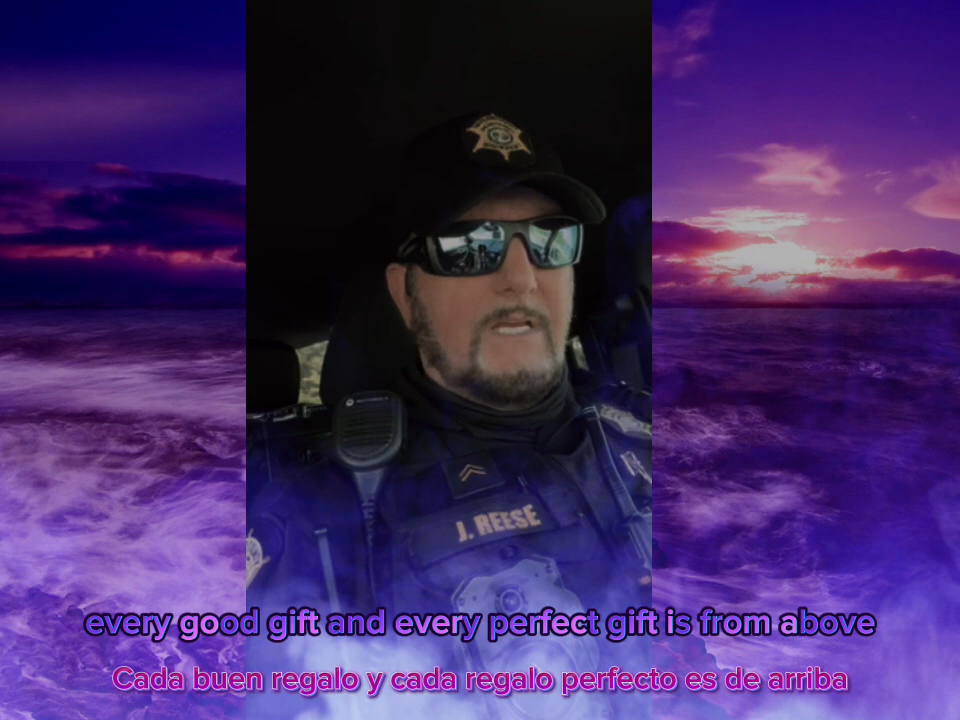 J. REESE
every good gift and every perfect gift is from above
Cada buen regalo y cada regalo perfecto es de arriba